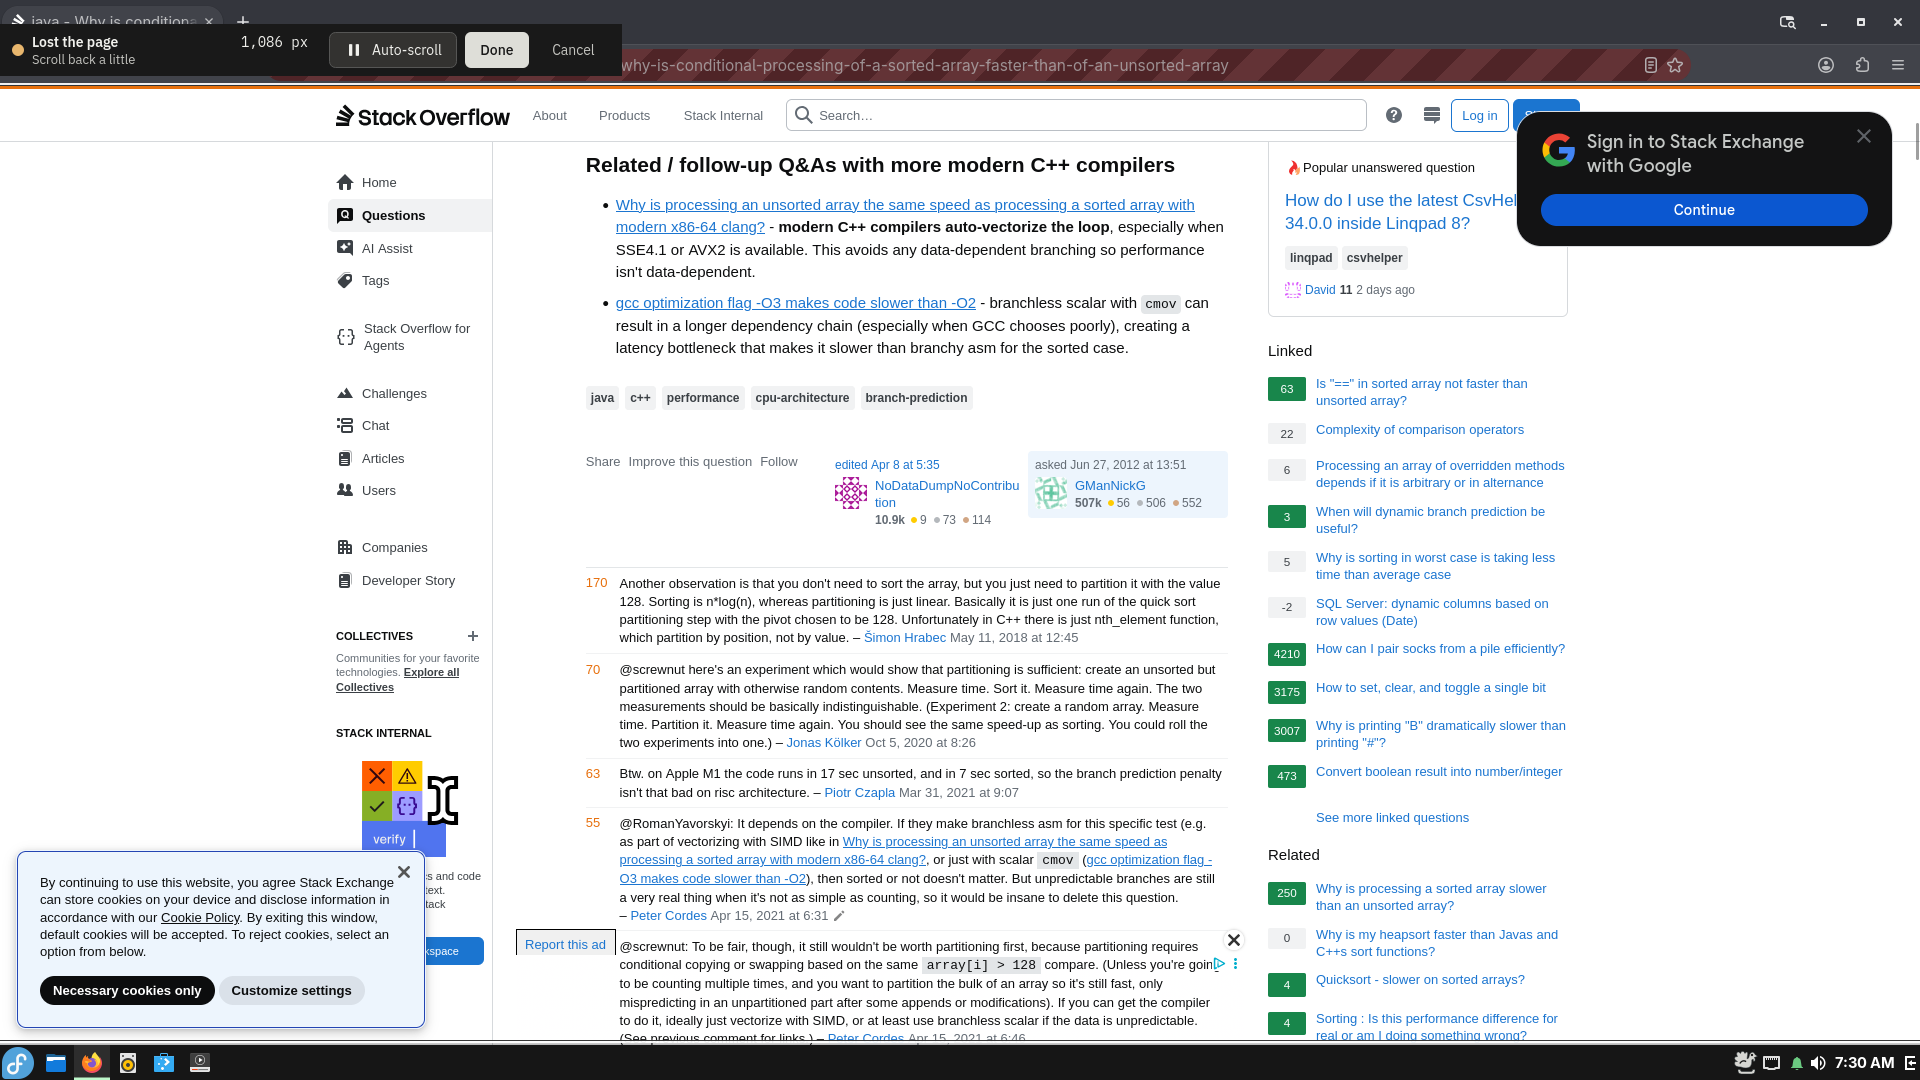 java - Why is conditiona
Lost the page
Scroll back a little
1,086 px
Auto-scroll
Done
Cancel
why-is-conditional-processing-of-a-sorted-array-faster-than-of-an-unsorted-array
Stack Overflow
About
Products
Stack Internal
Search…
Log in
Sign in to Stack Exchange
with Google
Continue
Home
Questions
AI Assist
Tags
Stack Overflow for
Agents
Challenges
Chat
Articles
Users
Companies
Developer Story
COLLECTIVES
Communities for your favorite
technologies. Explore all
Collectives
STACK INTERNAL
verify
s and code
text.
tack
kspace
Related / follow-up Q&As with more modern C++ compilers
• Why is processing an unsorted array the same speed as processing a sorted array with
modern x86-64 clang? - modern C++ compilers auto-vectorize the loop, especially when
SSE4.1 or AVX2 is available. This avoids any data-dependent branching so performance
isn't data-dependent.
• gcc optimization flag -O3 makes code slower than -O2 - branchless scalar with cmov can
result in a longer dependency chain (especially when GCC chooses poorly), creating a
latency bottleneck that makes it slower than branchy asm for the sorted case.
java c++ performance cpu-architecture branch-prediction
Share Improve this question Follow
edited Apr 8 at 5:35
NoDataDumpNoContribu
tion
10.9k 9 73 114
asked Jun 27, 2012 at 13:51
GManNickG
507k 56 506 552
170 Another observation is that you don't need to sort the array, but you just need to partition it with the value
128. Sorting is n*log(n), whereas partitioning is just linear. Basically it is just one run of the quick sort
partitioning step with the pivot chosen to be 128. Unfortunately in C++ there is just nth_element function,
which partition by position, not by value. – Šimon Hrabec May 11, 2018 at 12:45
70 @screwnut here's an experiment which would show that partitioning is sufficient: create an unsorted but
partitioned array with otherwise random contents. Measure time. Sort it. Measure time again. The two
measurements should be basically indistinguishable. (Experiment 2: create a random array. Measure
time. Partition it. Measure time again. You should see the same speed-up as sorting. You could roll the
two experiments into one.) – Jonas Kölker Oct 5, 2020 at 8:26
63 Btw. on Apple M1 the code runs in 17 sec unsorted, and in 7 sec sorted, so the branch prediction penalty
isn't that bad on risc architecture. – Piotr Czapla Mar 31, 2021 at 9:07
55 @RomanYavorskyi: It depends on the compiler. If they make branchless asm for this specific test (e.g.
as part of vectorizing with SIMD like in Why is processing an unsorted array the same speed as
processing a sorted array with modern x86-64 clang?, or just with scalar cmov (gcc optimization flag -
O3 makes code slower than -O2), then sorted or not doesn't matter. But unpredictable branches are still
a very real thing when it's not as simple as counting, so it would be insane to delete this question.
– Peter Cordes Apr 15, 2021 at 6:31
@screwnut: To be fair, though, it still wouldn't be worth partitioning first, because partitioning requires
conditional copying or swapping based on the same array[i] > 128 compare. (Unless you're going
to be counting multiple times, and you want to partition the bulk of an array so it's still fast, only
mispredicting in an unpartitioned part after some appends or modifications). If you can get the compiler
to do it, ideally just vectorize with SIMD, or at least use branchless scalar if the data is unpredictable.
(See previous comment for links.) – Peter Cordes Apr 15, 2021 at 6:46
Report this ad
Popular unanswered question
How do I use the latest CsvHel
34.0.0 inside Linqpad 8?
linqpad csvhelper
David 11 2 days ago
Linked
63 Is "==" in sorted array not faster than
unsorted array?
22 Complexity of comparison operators
6 Processing an array of overridden methods
depends if it is arbitrary or in alternance
3 When will dynamic branch prediction be
useful?
5 Why is sorting in worst case is taking less
time than average case
-2 SQL Server: dynamic columns based on
row values (Date)
4210 How can I pair socks from a pile efficiently?
3175 How to set, clear, and toggle a single bit
3007 Why is printing "B" dramatically slower than
printing "#"?
473 Convert boolean result into number/integer
See more linked questions
Related
250 Why is processing a sorted array slower
than an unsorted array?
0 Why is my heapsort faster than Javas and
C++s sort functions?
4 Quicksort - slower on sorted arrays?
4 Sorting : Is this performance difference for
real or am I doing something wrong?
By continuing to use this website, you agree Stack Exchange
can store cookies on your device and disclose information in
accordance with our Cookie Policy. By exiting this window,
default cookies will be accepted. To reject cookies, select an
option from below.
Necessary cookies only
Customize settings
7:30 AM